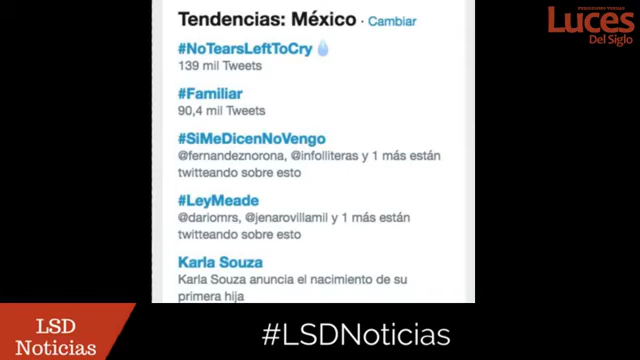 Tendencias: México · Cambiar
Luces
Del Siglo
#NoTearsLeftToCry
139 mil Tweets
#Familiar
90,4 mil Tweets
#SiMeDicenNoVengo
@fernandeznorona, @infolliteras y 1 más están
twitteando sobre esto
#LeyMeade
@dariomrs, @jenarovillamil y 1 más están
twitteando sobre esto
Karla Souza
Karla Souza anuncia el nacimiento de su
primera hija
LSD
Noticias
#LSDNoticias